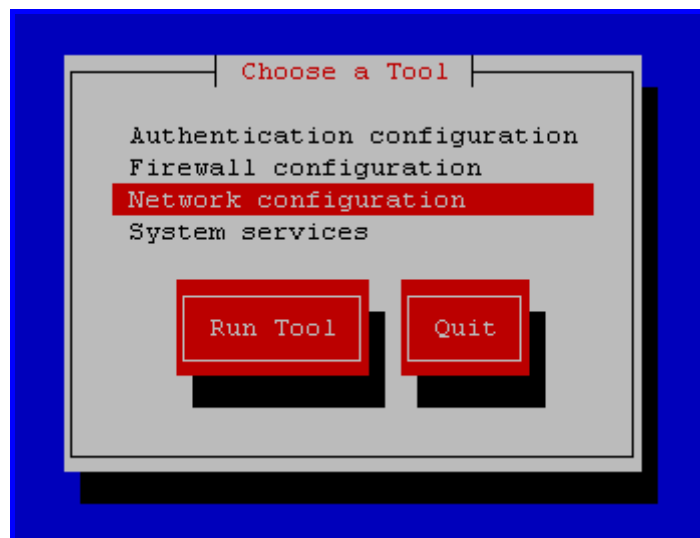 Choose a Tool
Authentication configuration
Firewall configuration
Network configuration
System services
Run Tool Quit